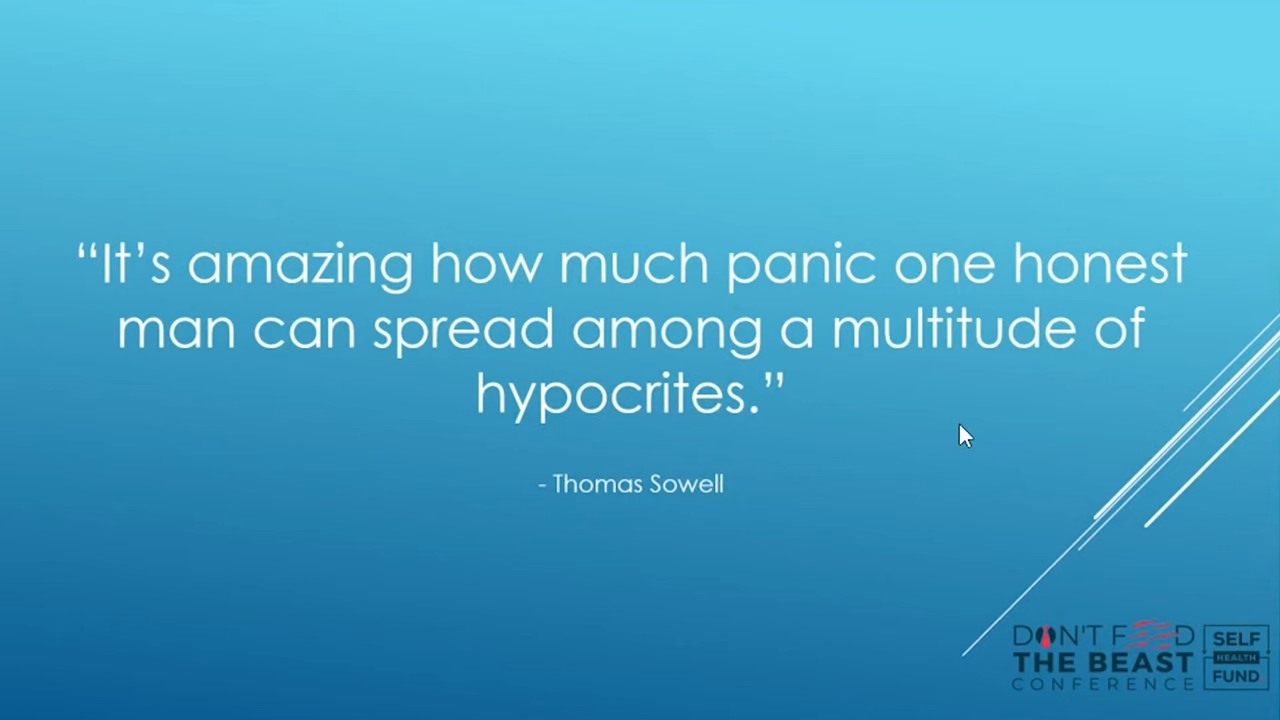 “It’s amazing how much panic one honest
man can spread among a multitude of
hypocrites.”
- Thomas Sowell
DON'T FEED
THE BEAST
CONFERENCE
SELF
HEALTH
FUND